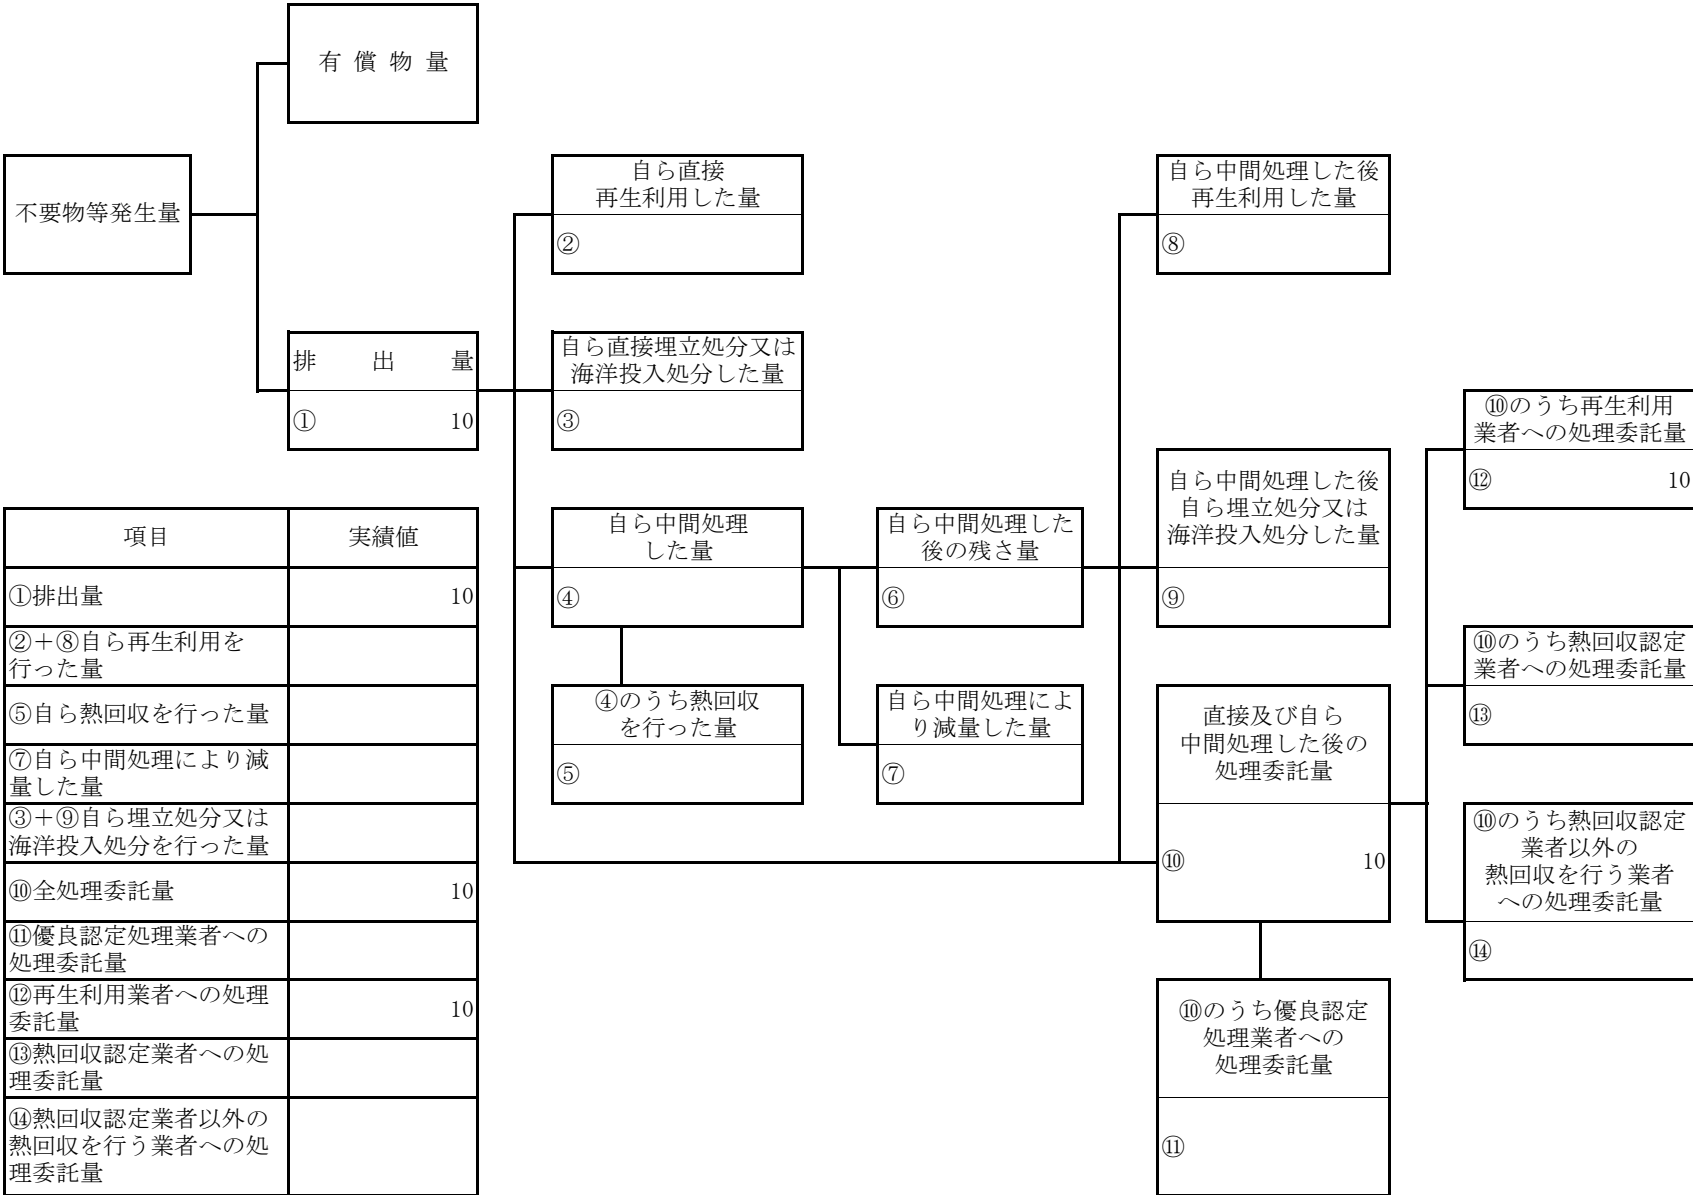 有償物量
不要物等発生量
自ら直接
再生利用した量
②
自ら中間処理した後
再生利用した量
⑧
排出量
① 10
自ら直接埋立処分又は
海洋投入処分した量
③
⑩のうち再生利用
業者への処理委託量
⑫ 10
自ら中間処理した後
自ら埋立処分又は
海洋投入処分した量
⑨
自ら中間処理
した量
④
自ら中間処理した
後の残さ量
⑥
⑩のうち熱回収認定
業者への処理委託量
⑬
④のうち熱回収
を行った量
⑤
自ら中間処理によ
り減量した量
⑦
直接及び自ら
中間処理した後の
処理委託量
⑩ 10
⑩のうち熱回収認定
業者以外の
熱回収を行う業者
への処理委託量
⑭
⑩のうち優良認定
処理業者への
処理委託量
⑪
項目 実績値
①排出量 10
②+⑧自ら再生利用を
行った量
⑤自ら熱回収を行った量
⑦自ら中間処理により減
量した量
③+⑨自ら埋立処分又は
海洋投入処分を行った量
⑩全処理委託量 10
⑪優良認定処理業者への
処理委託量
⑫再生利用業者への処理
委託量 10
⑬熱回収認定業者への処
理委託量
⑭熱回収認定業者以外の
熱回収を行う業者への処
理委託量